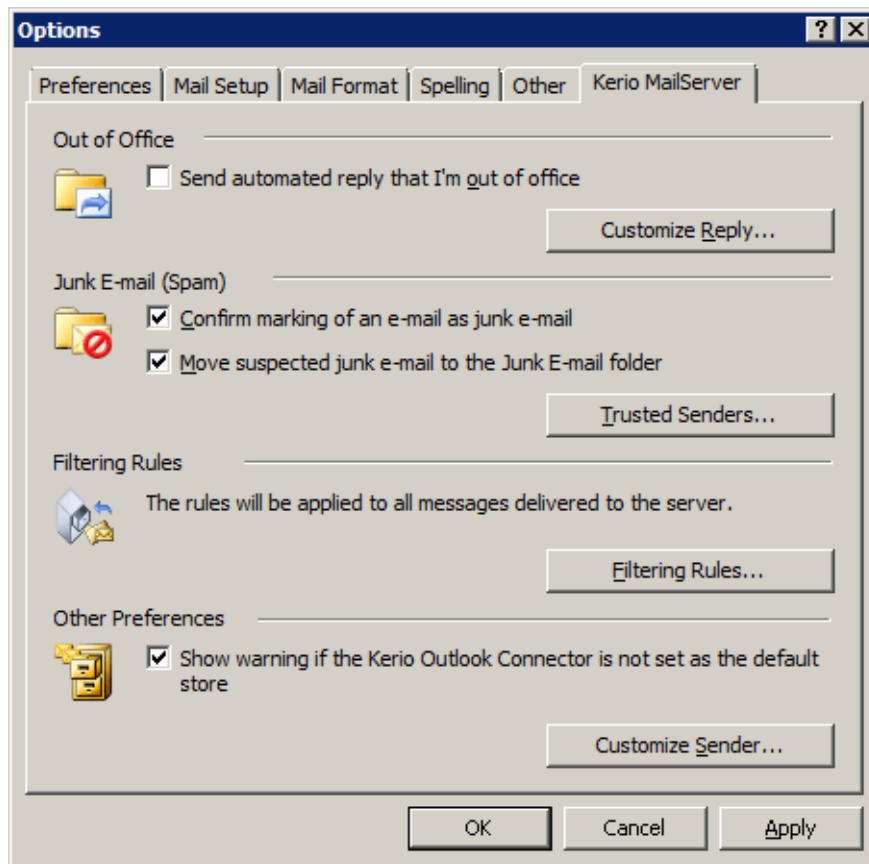 Options
Preferences Mail Setup Mail Format Spelling Other Kerio MailServer
Out of Office
Send automated reply that I'm out of office
Customize Reply...
Junk E-mail (Spam)
Confirm marking of an e-mail as junk e-mail
Move suspected junk e-mail to the Junk E-mail folder
Trusted Senders...
Filtering Rules
The rules will be applied to all messages delivered to the server.
Filtering Rules...
Other Preferences
Show warning if the Kerio Outlook Connector is not set as the default
store
Customize Sender...
OK Cancel Apply